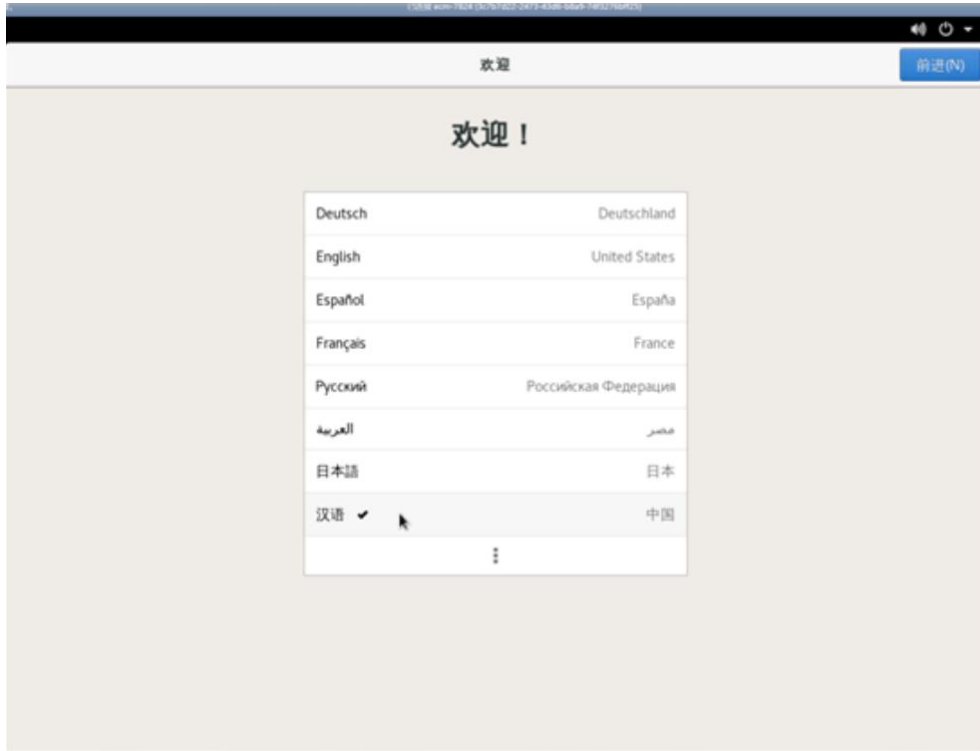 欢迎
前进(N)
欢迎！
Deutsch Deutschland
English United States
Español España
Français France
Русский Российская Федерация
العربية مصر
日本語 日本
汉语 中国